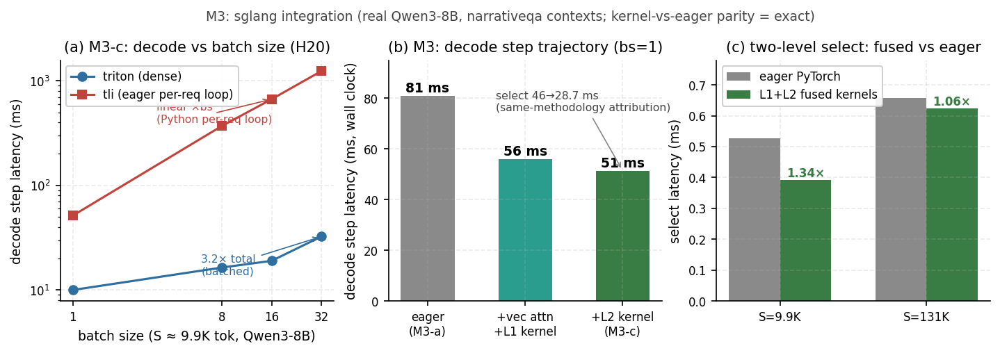 M3: sglang integration (real Qwen3-8B, narrativeqa contexts; kernel-vs-eager parity = exact)
(a) M3-c: decode vs batch size (H20)
decode step latency (ms)
10³
10²
10¹
triton (dense)
tli (eager per-req loop)
linear ×bs
(Python per-req loop)
3.2× total
(batched)
1
8
16
32
batch size (S ≈ 9.9K tok, Qwen3-8B)
(b) M3: decode step trajectory (bs=1)
decode step latency (ms, wall clock)
80
60
40
20
0
81 ms
56 ms
51 ms
select 46→28.7 ms
(same-methodology attribution)
eager
(M3-a)
+vec attn
+L1 kernel
+L2 kernel
(M3-c)
(c) two-level select: fused vs eager
select latency (ms)
0.7
0.6
0.5
0.4
0.3
0.2
0.1
0.0
eager PyTorch
L1+L2 fused kernels
1.34×
1.06×
S=9.9K
S=131K